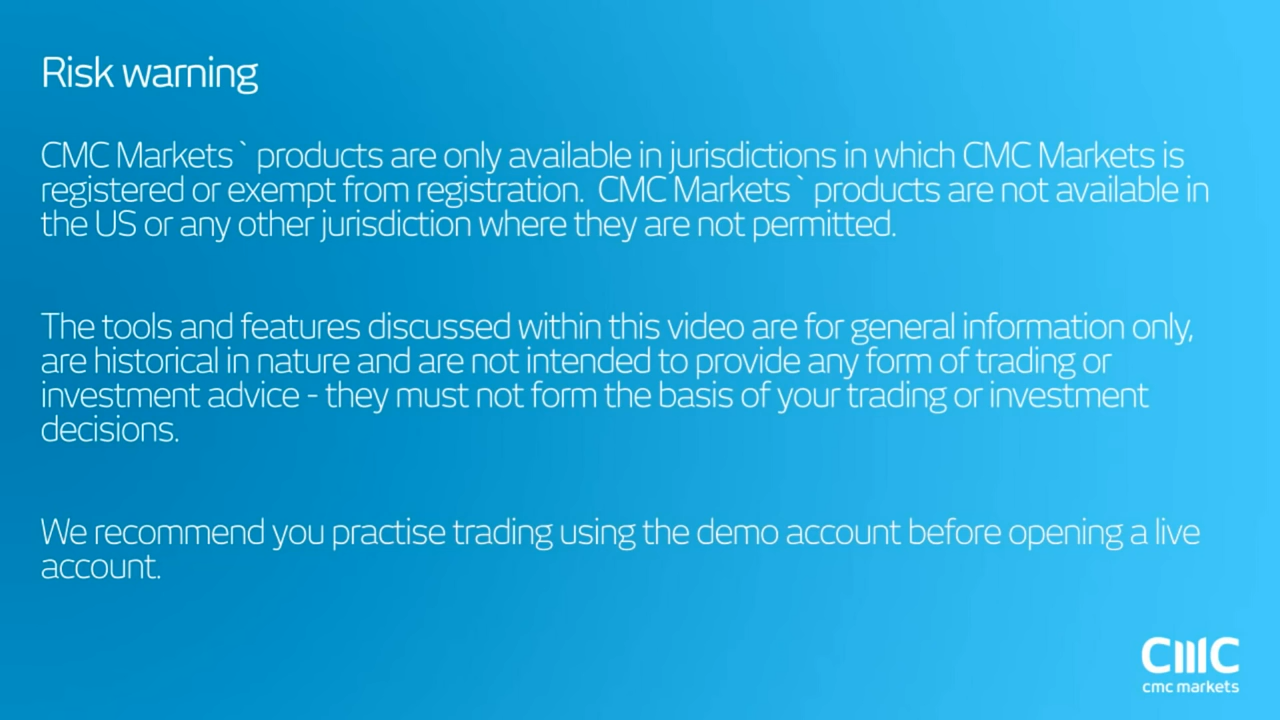 Risk warning
CMC Markets` products are only available in jurisdictions in which CMC Markets is
registered or exempt from registration.  CMC Markets` products are not available in
the US or any other jurisdiction where they are not permitted.
The tools and features discussed within this video are for general information only,
are historical in nature and are not intended to provide any form of trading or
investment advice - they must not form the basis of your trading or investment
decisions.
We recommend you practise trading using the demo account before opening a live
account.
CMC
cmc markets